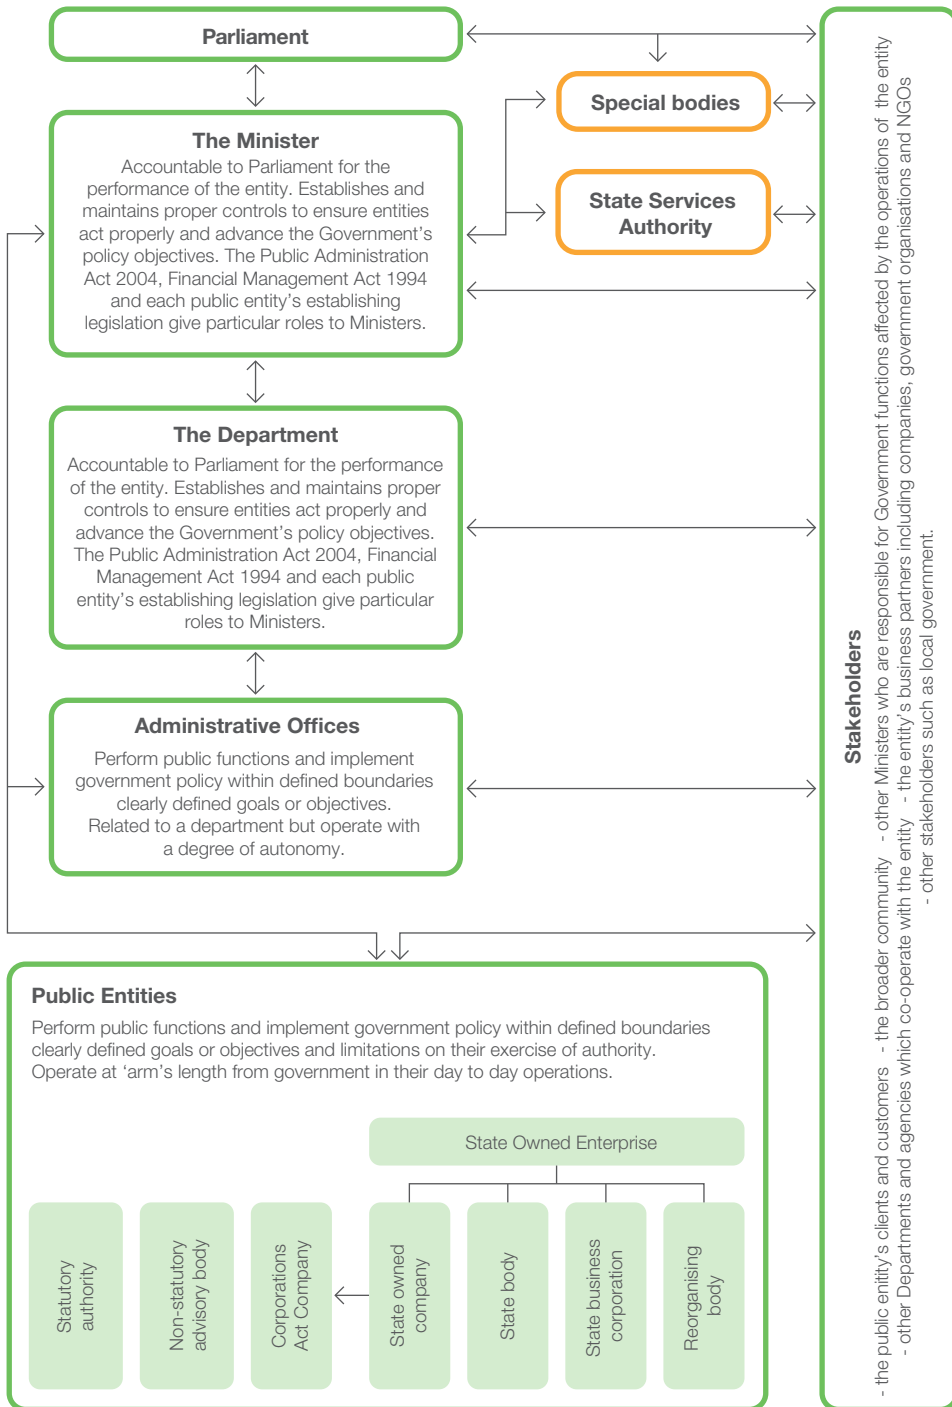 Parliament
Special bodies
The Minister
Accountable to Parliament for the
performance of the entity. Establishes and
maintains proper controls to ensure entities
act properly and advance the Government’s
policy objectives. The Public Administration
Act 2004, Financial Management Act 1994
and each public entity’s establishing
legislation give particular roles to Ministers.
State Services
Authority
The Department
Accountable to Parliament for the performance
of the entity. Establishes and maintains proper
controls to ensure entities act properly and
advance the Government’s policy objectives.
The Public Administration Act 2004, Financial
Management Act 1994 and each public
entity’s establishing legislation give particular
roles to Ministers.
Administrative Offices
Perform public functions and implement
government policy within defined boundaries
clearly defined goals or objectives.
Related to a department but operate with
a degree of autonomy.
Public Entities
Perform public functions and implement government policy within defined boundaries
clearly defined goals or objectives and limitations on their exercise of authority.
Operate at ‘arm’s length from government in their day to day operations.
State Owned Enterprise
Statutory
authority
Non-statutory
advisory body
Corporations
Act Company
State owned
company
State body
State business
corporation
Reorganising
body
Stakeholders
- the public enitity’s clients and customers - the broader community - other Ministers who are responsible for Government functions affected by the operations of the entity
- other Departments and agencies which co-operate with the entity - the entity’s business partners including companies, government organisations and NGOs
- other stakeholders such as local government.